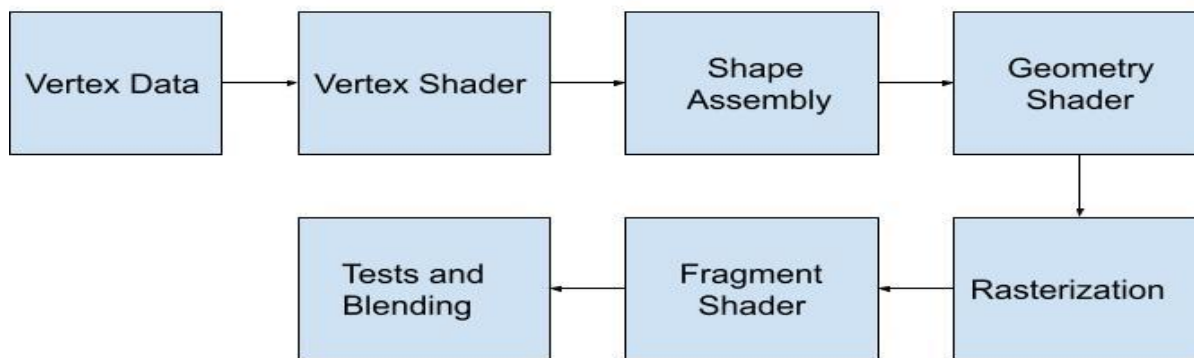 Vertex Data
Vertex Shader
Shape
Assembly
Geometry
Shader
Rasterization
Fragment
Shader
Tests and
Blending